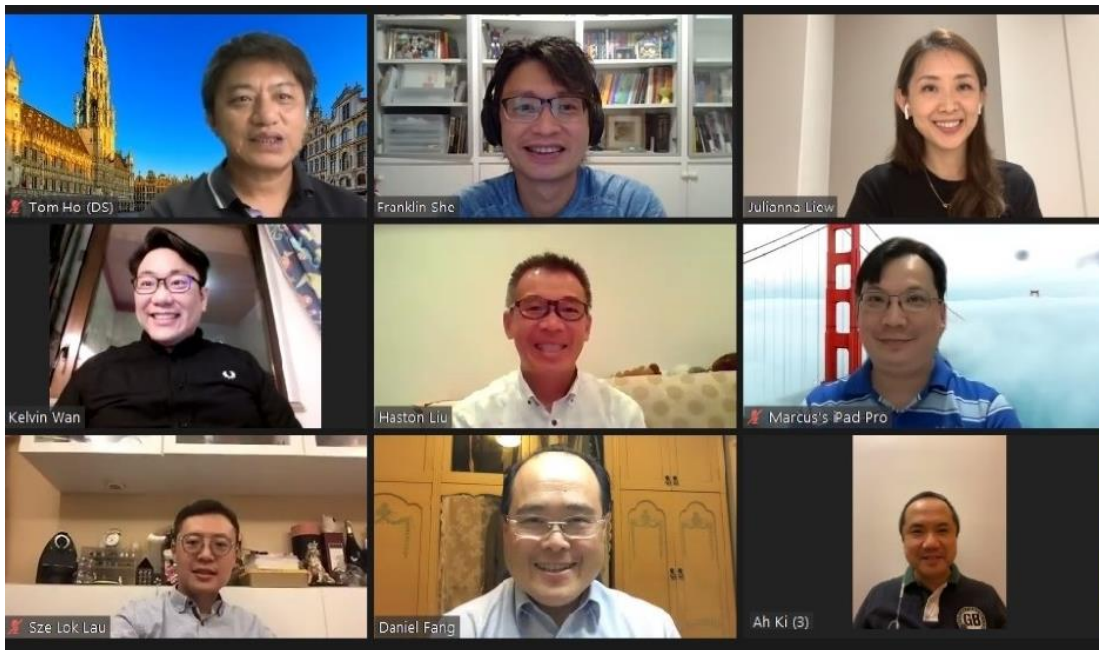 Tom Ho (DS)
Franklin She
Julianna Liew
Kelvin Wan
Haston Liu
Marcus's iPad Pro
Sze Lok Lau
Daniel Fang
Ah Ki (3)
GB